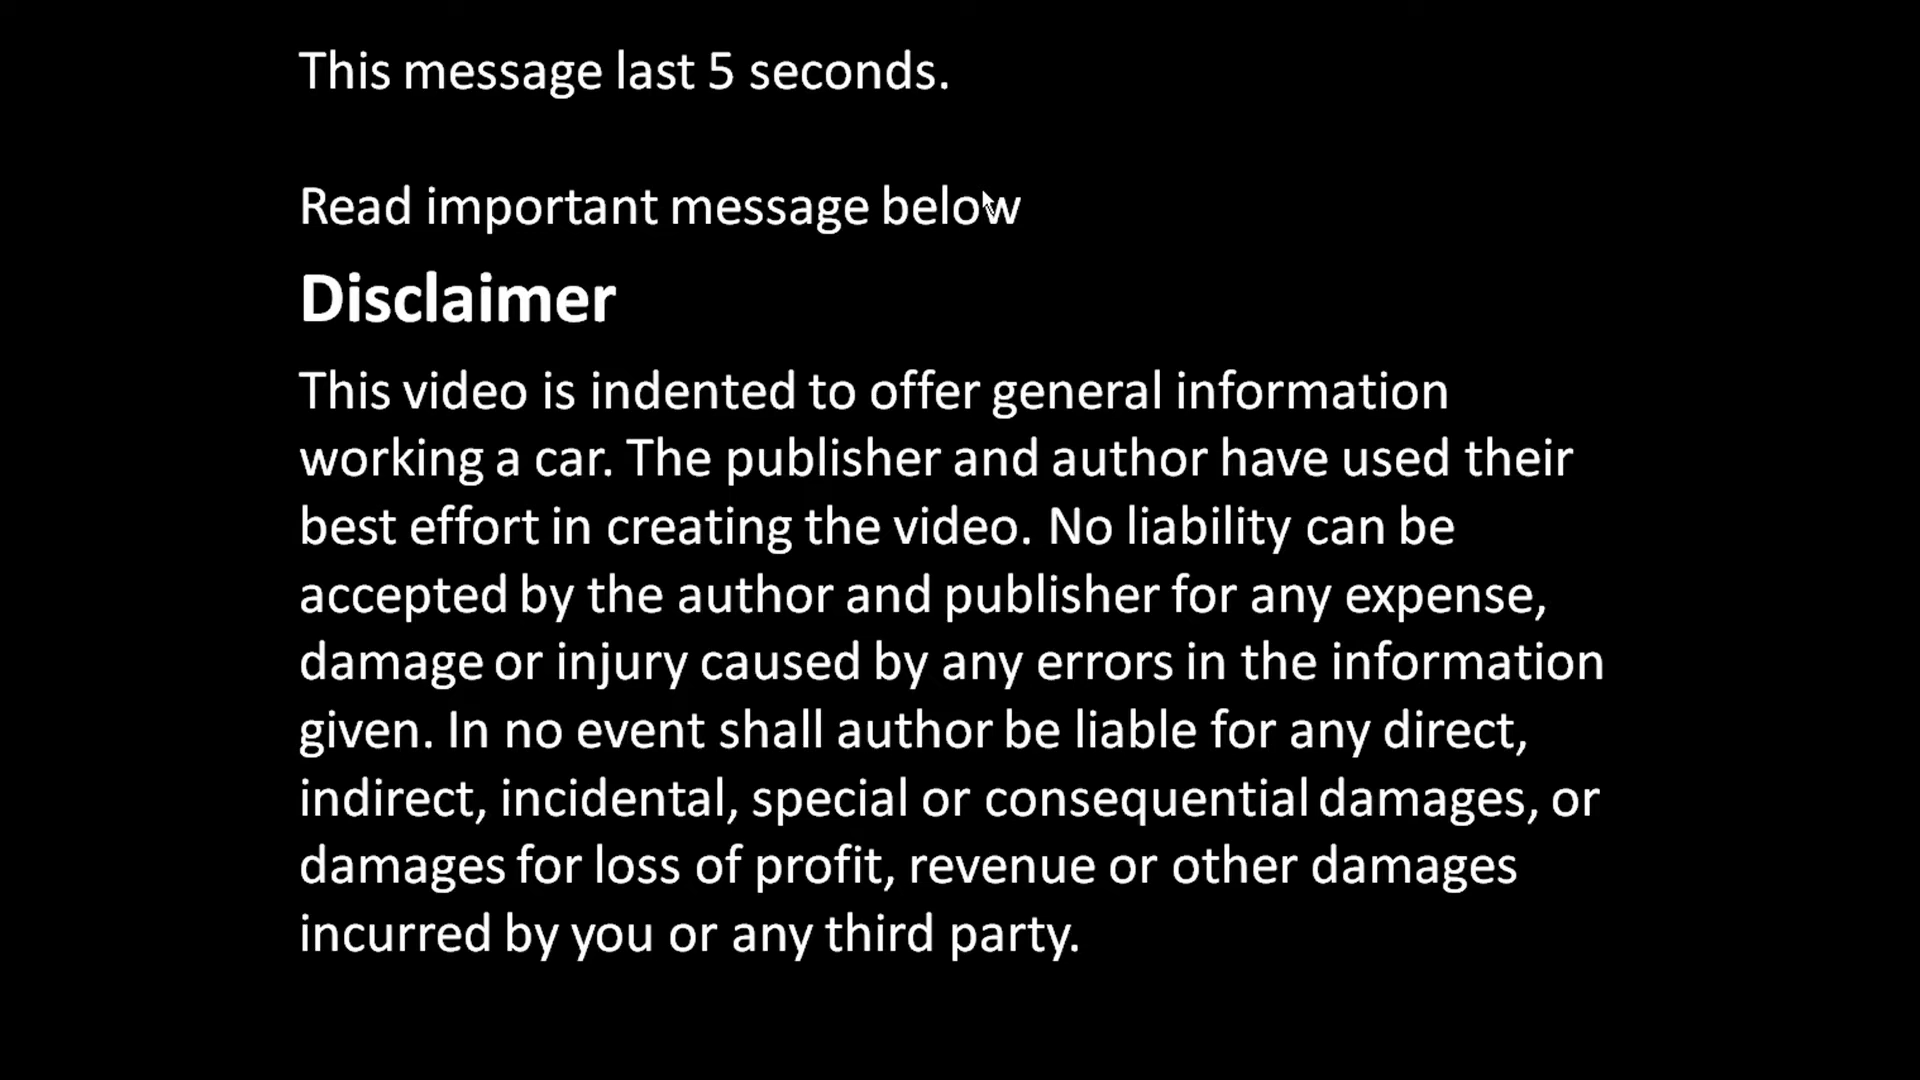 This message last 5 seconds.
Read important message below
Disclaimer
This video is indented to offer general information
working a car. The publisher and author have used their
best effort in creating the video. No liability can be
accepted by the author and publisher for any expense,
damage or injury caused by any errors in the information
given. In no event shall author be liable for any direct,
indirect, incidental, special or consequential damages, or
damages for loss of profit, revenue or other damages
incurred by you or any third party.